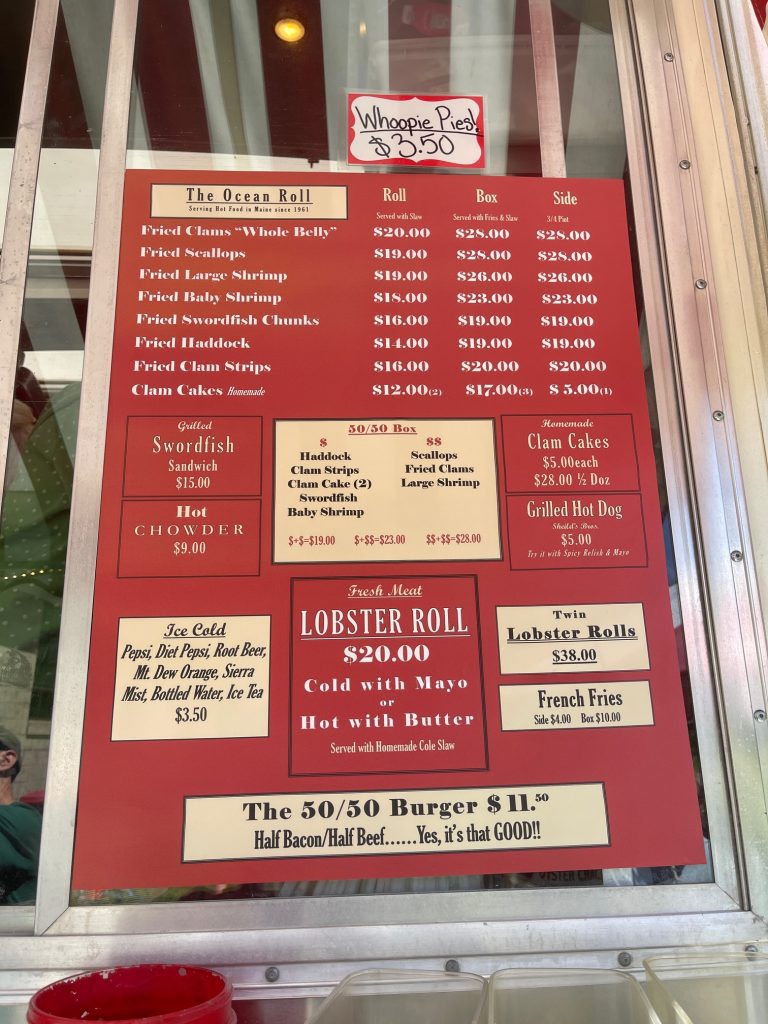 Whoopie Pies!
$3.50
The Ocean Roll
Serving Hot Food in Maine since 1961
Roll Box Side
Served with Slaw Served with Fries & Slaw 3/4 Pint
Fried Clams "Whole Belly" $20.00 $28.00 $28.00
Fried Scallops $19.00 $28.00 $28.00
Fried Large Shrimp $19.00 $26.00 $26.00
Fried Baby Shrimp $18.00 $23.00 $23.00
Fried Swordfish Chunks $16.00 $19.00 $19.00
Fried Haddock $14.00 $19.00 $19.00
Fried Clam Strips $16.00 $20.00 $20.00
Clam Cakes Homemade $12.00(2) $17.00(3) $ 5.00(1)
Grilled
Swordfish
Sandwich
$15.00
Hot
CHOWDER
$9.00
50/50 Box
$ $$
Haddock Scallops
Clam Strips Fried Clams
Clam Cake (2) Large Shrimp
Swordfish
Baby Shrimp
$+$=$19.00 $+$$=$23.00 $$+$$=$28.00
Homemade
Clam Cakes
$5.00each
$28.00 ½ Doz
Grilled Hot Dog
Sheild's Bros.
$5.00
Try it with Spicy Relish & Mayo
Ice Cold
Pepsi, Diet Pepsi, Root Beer,
Mt. Dew Orange, Sierra
Mist, Bottled Water, Ice Tea
$3.50
Fresh Meat
LOBSTER ROLL
$20.00
Cold with Mayo
or
Hot with Butter
Served with Homemade Cole Slaw
Twin
Lobster Rolls
$38.00
French Fries
Side $4.00 Box $10.00
The 50/50 Burger $11.50
Half Bacon/Half Beef......Yes, it's that GOOD!!